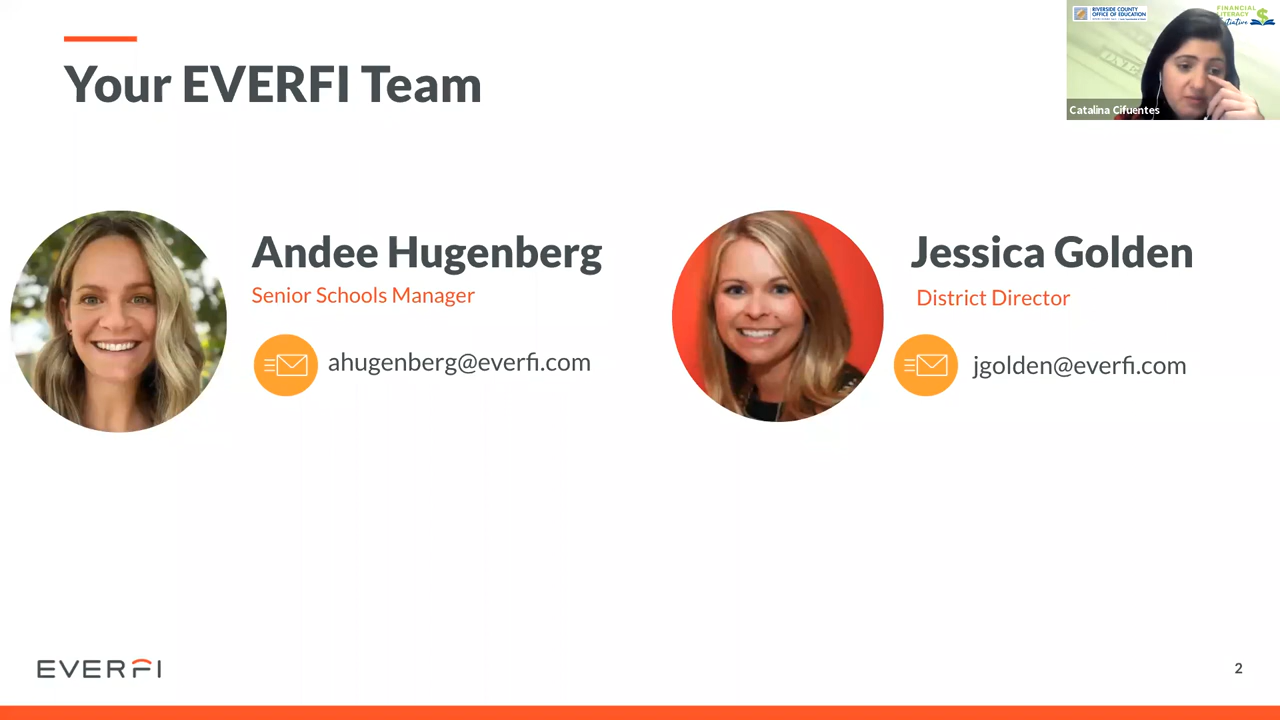 Your EVERFI Team
RIVERSIDE COUNTY
OFFICE OF EDUCATION
FINANCIAL
LITERACY
Initiative
Catalina Cifuentes
Andee Hugenberg
Senior Schools Manager
ahugenberg@everfi.com
Jessica Golden
District Director
jgolden@everfi.com
EVERFI
2